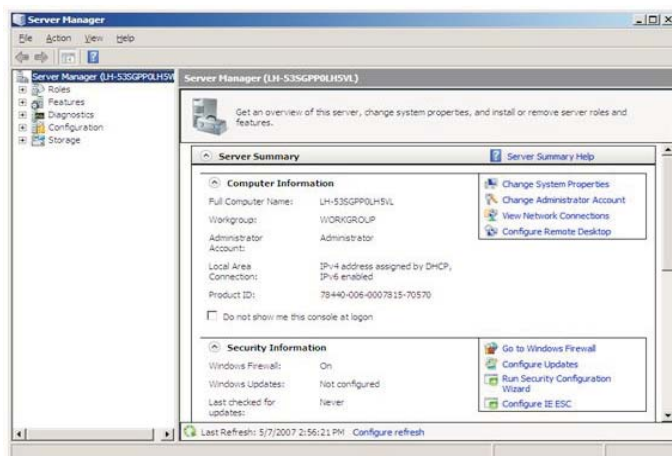 Server Manager
File Action View Help
Server Manager (LH-53SGPP0LH5V
Roles
Features
Diagnostics
Configuration
Storage
Server Manager (LH-53SGPP0LH5VL)
Get an overview of this server, change system properties, and install or remove server roles and
features.
Server Summary
Server Summary Help
Computer Information
Full Computer Name: LH-53SGPP0LH5VL
Workgroup: WORKGROUP
Administrator
Account: Administrator
Local Area
Connection: IPv4 address assigned by DHCP,
IPv6 enabled
Product ID: 78440-006-0007815-70570
Do not show me this console at logon
Change System Properties
Change Administrator Account
View Network Connections
Configure Remote Desktop
Security Information
Windows Firewall: On
Windows Updates: Not configured
Last checked for
updates: Never
Go to Windows Firewall
Configure Updates
Run Security Configuration
Wizard
Configure IE ESC
Last Refresh: 5/7/2007 2:56:21 PM Configure refresh